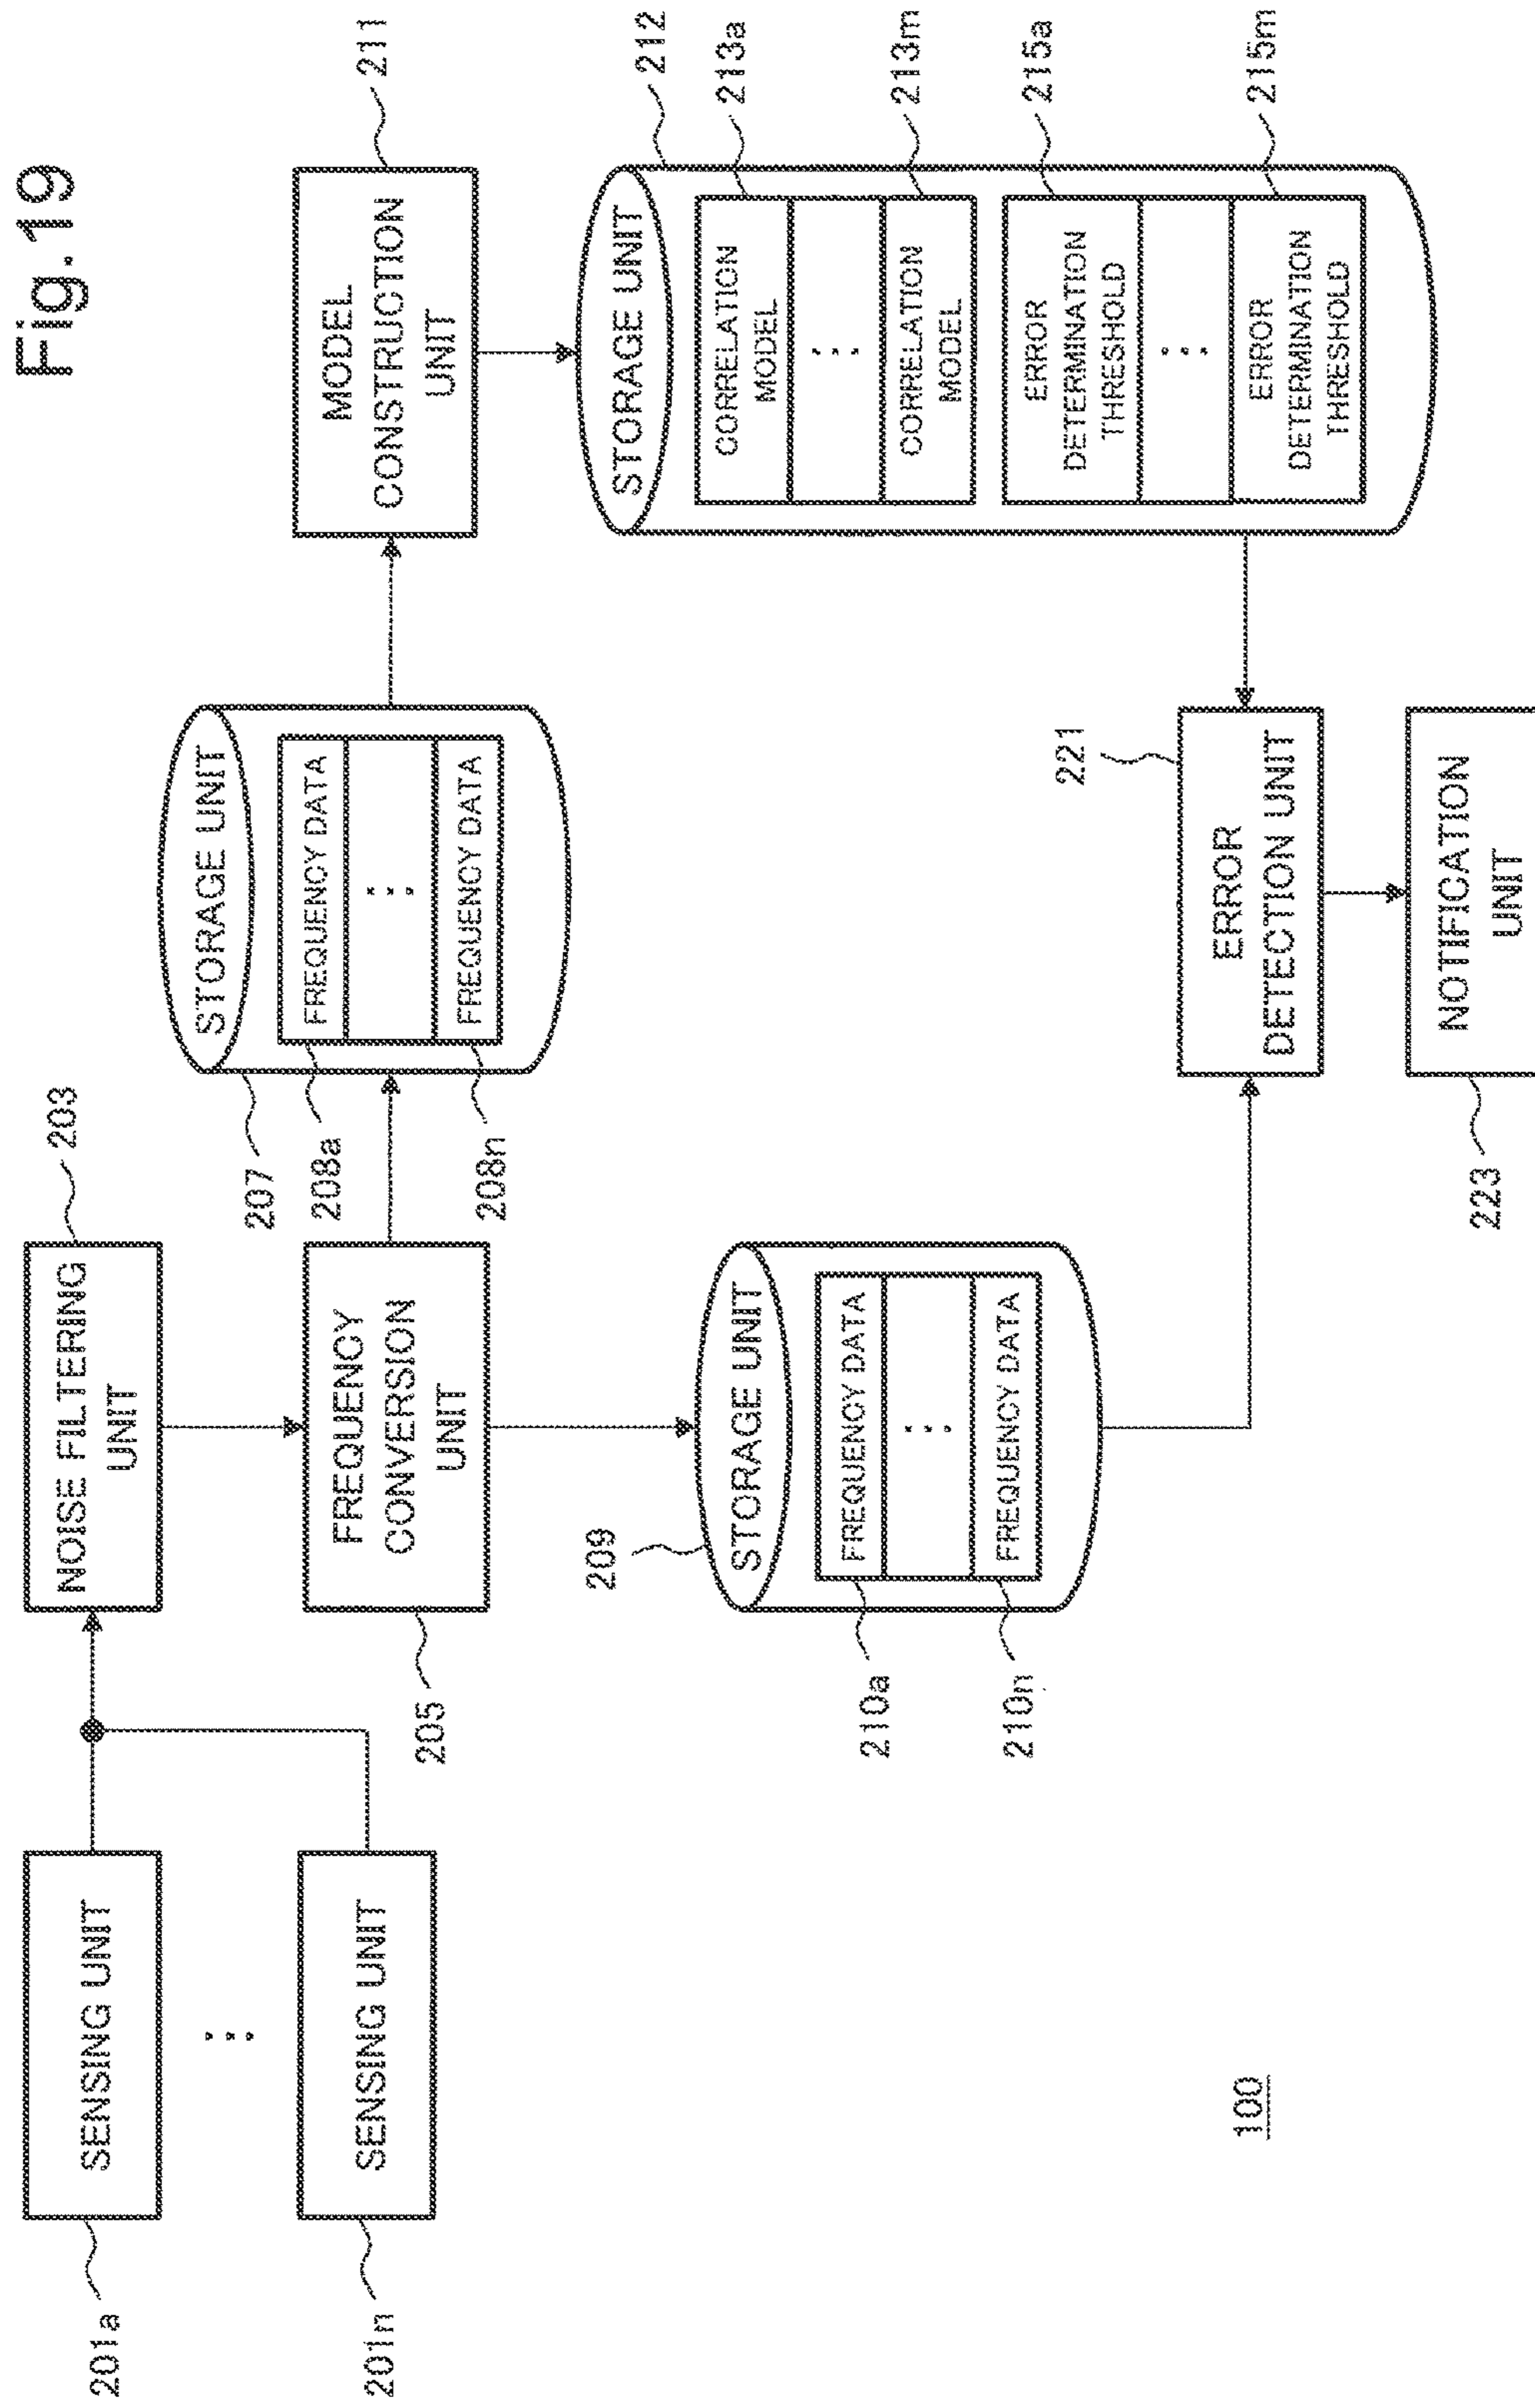 Fig.19
201a
SENSING UNIT
⋮
201n
SENSING UNIT
203
NOISE FILTERING
UNIT
205
FREQUENCY
CONVERSION
UNIT
207
STORAGE UNIT
208a
FREQUENCY DATA
⋮
208n
FREQUENCY DATA
209
STORAGE UNIT
210a
FREQUENCY DATA
⋮
210n
FREQUENCY DATA
211
MODEL
CONSTRUCTION
UNIT
212
STORAGE UNIT
213a
CORRELATION
MODEL
⋮
213m
CORRELATION
MODEL
215a
ERROR
DETERMINATION
THRESHOLD
⋮
215m
ERROR
DETERMINATION
THRESHOLD
221
ERROR
DETECTION UNIT
223
NOTIFICATION
UNIT
100